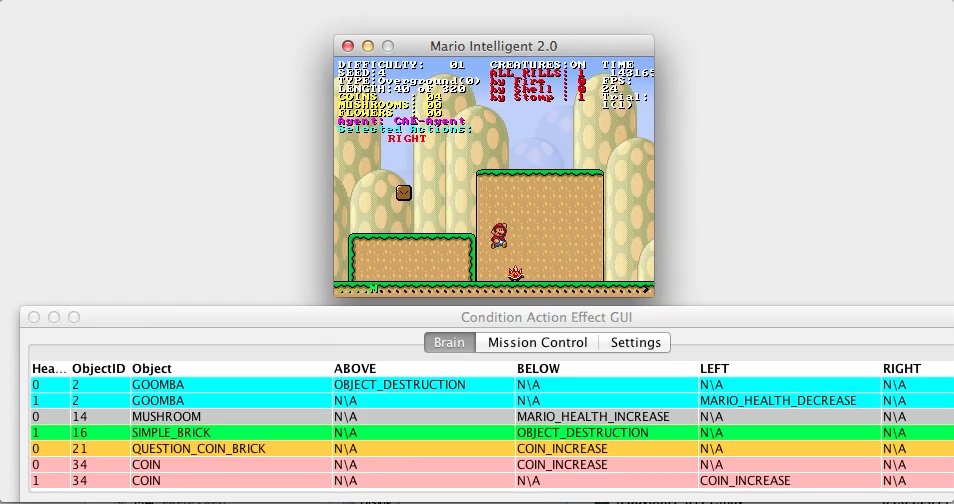 Mario Intelligent 2.0
DIFFICULTY: 01 CREATURES:ON TIME
SEED:4 ALL KILLS: 1
TYPE:Overground(0) by Fire : 0 FPS:
LENGTH:40 of 320 by Shell : 0 24
COINS : 04 by Stomp : 1 Trial:
MUSHROOMS: 00 1(1)
FLOWERS : 00
Agent: CAE-Agent
Selected Actions:
RIGHT
Condition Action Effect GUI
Brain Mission Control Settings
Hea... ObjectID Object ABOVE BELOW LEFT RIGHT
0 2 GOOMBA OBJECT_DESTRUCTION N\A N\A N\A
1 2 GOOMBA N\A N\A MARIO_HEALTH_DECREASE N\A
0 14 MUSHROOM N\A MARIO_HEALTH_INCREASE N\A N\A
1 16 SIMPLE_BRICK N\A OBJECT_DESTRUCTION N\A N\A
0 21 QUESTION_COIN_BRICK N\A COIN_INCREASE N\A N\A
0 34 COIN N\A COIN_INCREASE N\A N\A
1 34 COIN N\A N\A COIN_INCREASE N\A